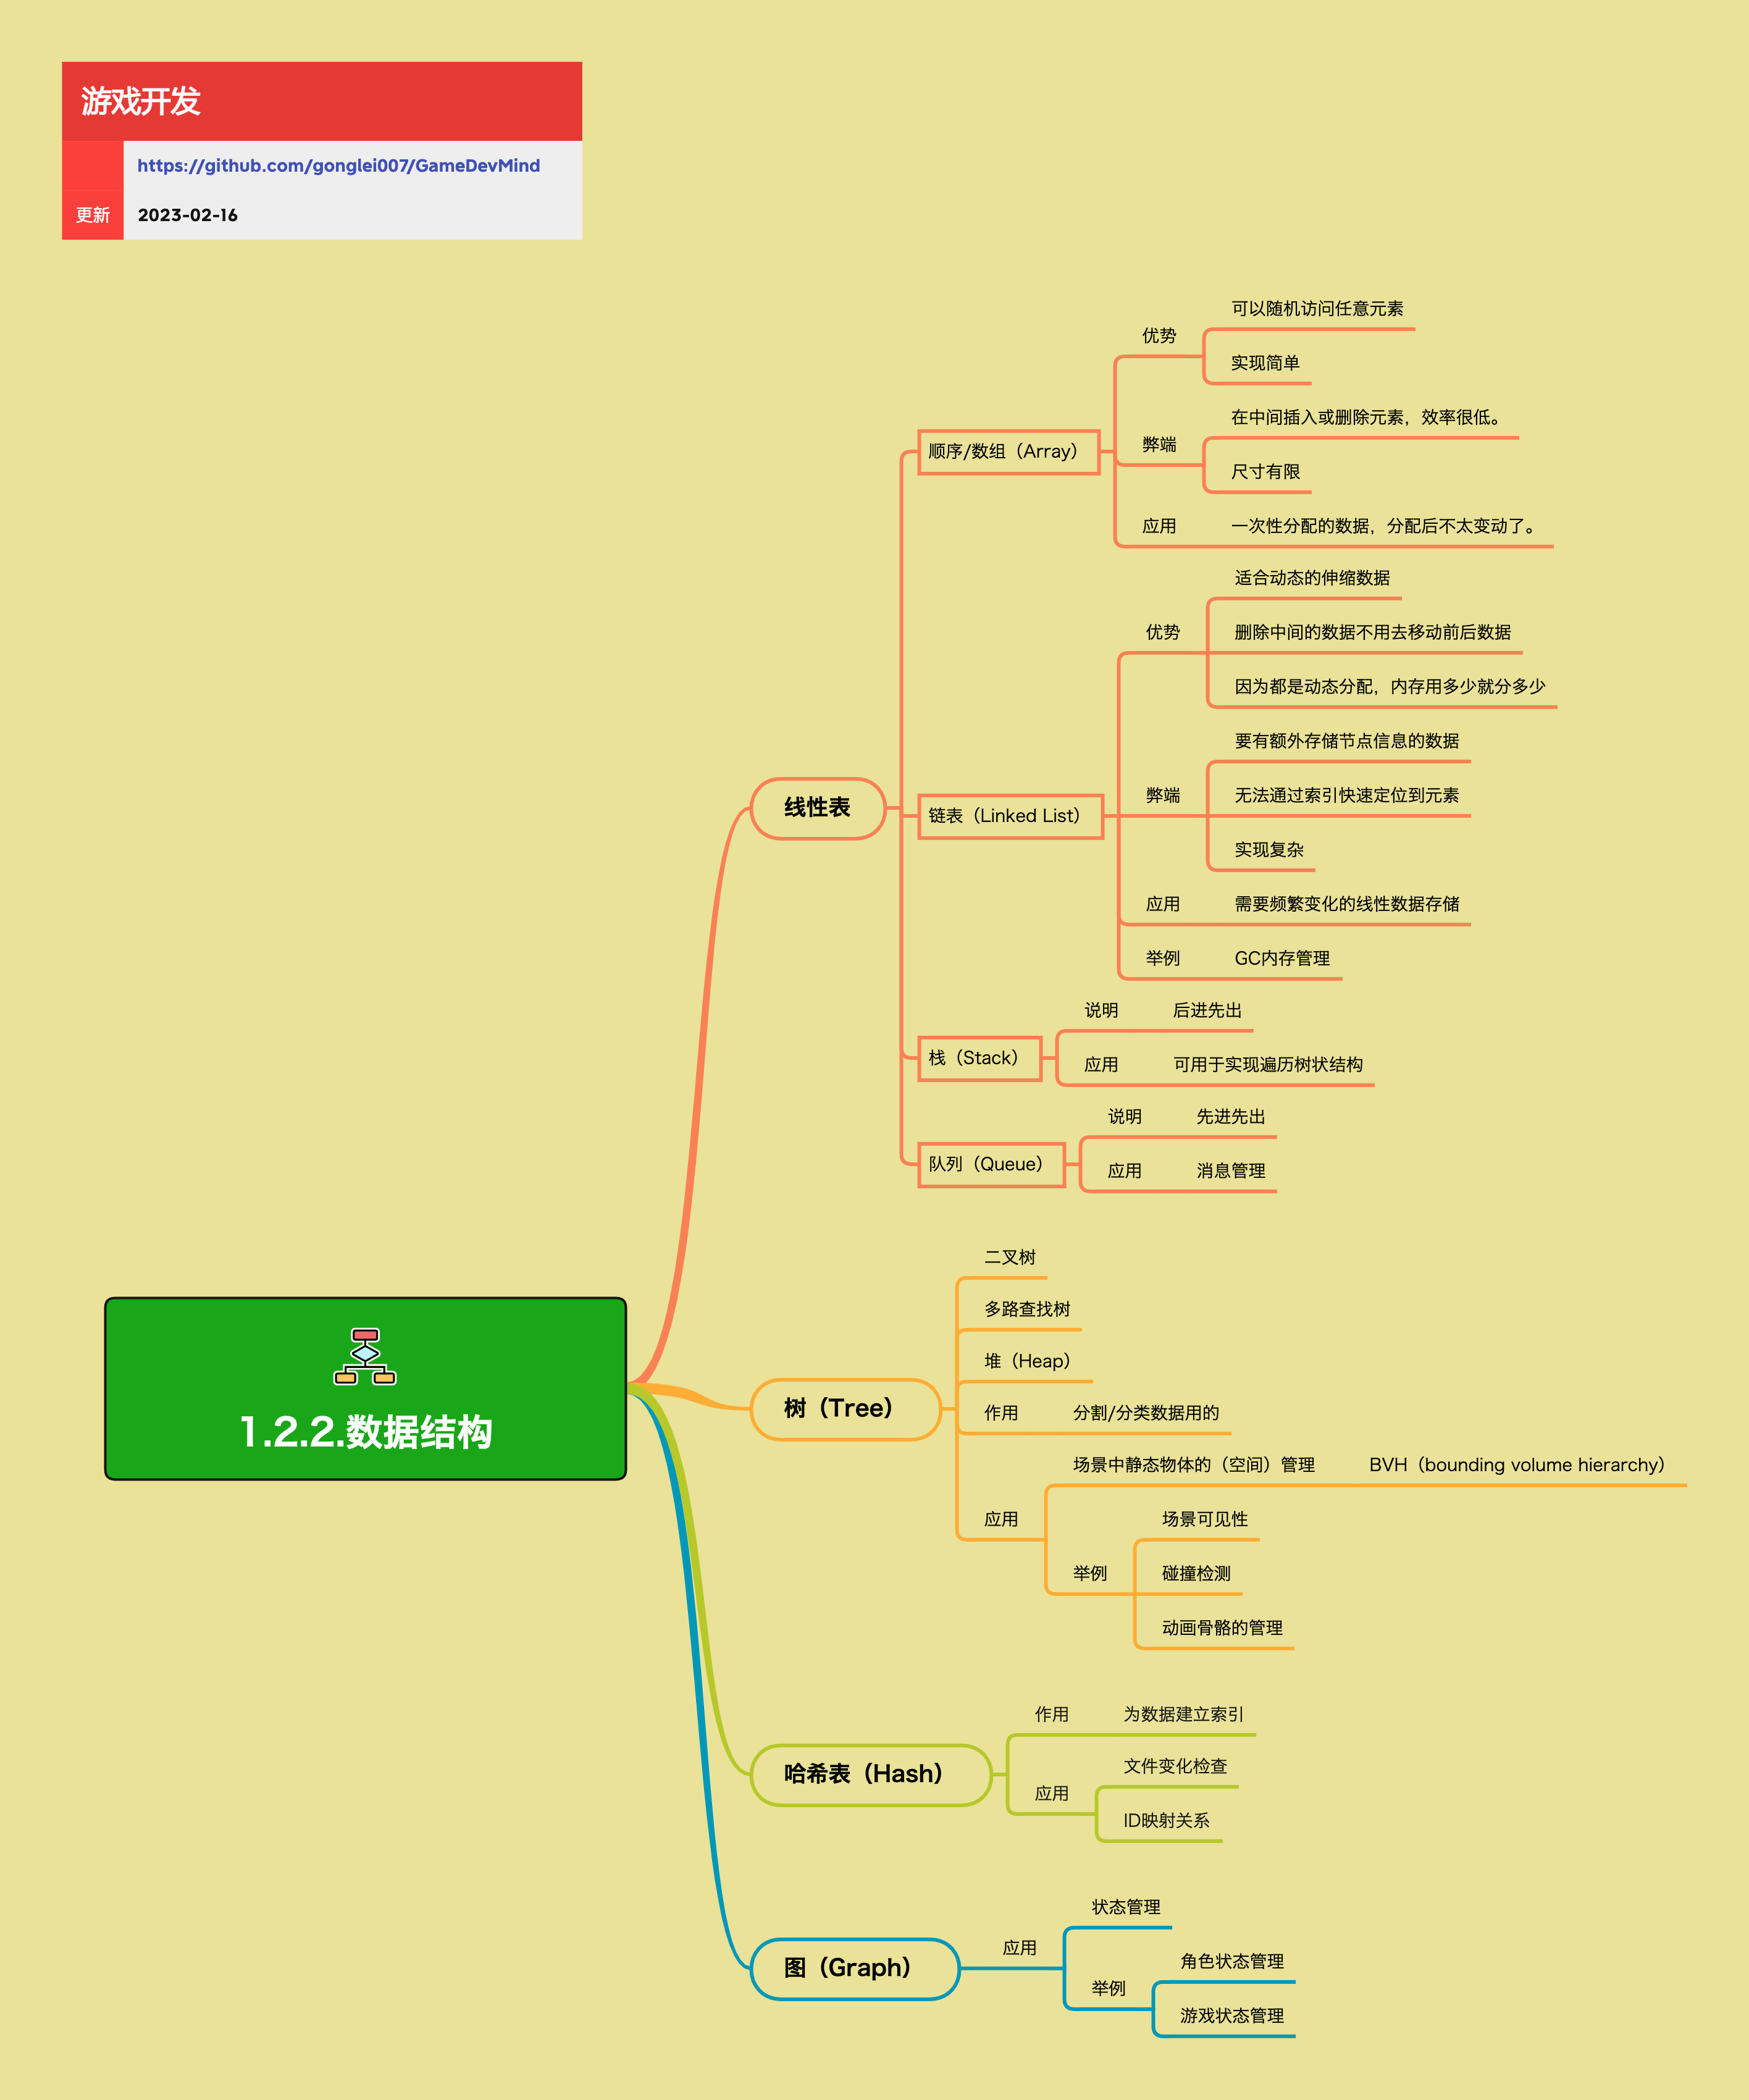 游戏开发
https://github.com/gonglei007/GameDevMind
更新 2023-02-16
1.2.2.数据结构
线性表
顺序/数组（Array）
优势
可以随机访问任意元素
实现简单
弊端
在中间插入或删除元素，效率很低。
尺寸有限
应用
一次性分配的数据，分配后不太变动了。
链表（Linked List）
优势
适合动态的伸缩数据
删除中间的数据不用去移动前后数据
因为都是动态分配，内存用多少就分多少
弊端
要有额外存储节点信息的数据
无法通过索引快速定位到元素
实现复杂
应用
需要频繁变化的线性数据存储
举例
GC内存管理
栈（Stack）
说明
后进先出
应用
可用于实现遍历树状结构
队列（Queue）
说明
先进先出
应用
消息管理
树（Tree）
二叉树
多路查找树
堆（Heap）
作用
分割/分类数据用的
应用
场景中静态物体的（空间）管理
BVH（bounding volume hierarchy）
举例
场景可见性
碰撞检测
动画骨骼的管理
哈希表（Hash）
作用
为数据建立索引
应用
文件变化检查
ID映射关系
图（Graph）
应用
状态管理
举例
角色状态管理
游戏状态管理